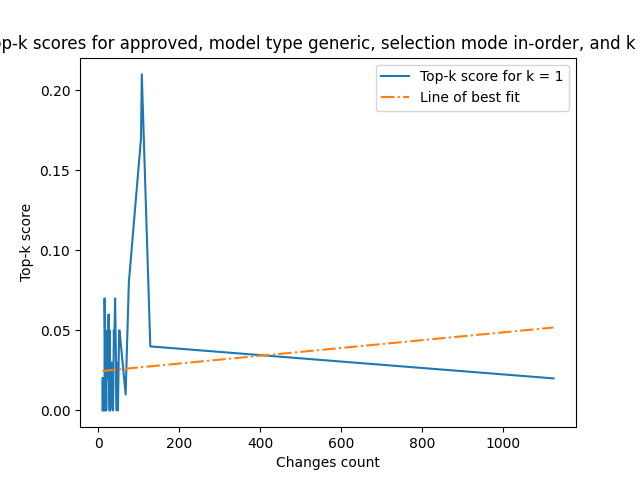 op-k scores for approved, model type generic, selection mode in-order, and k
Top-k score for k = 1
Line of best fit
Top-k score
0.20
0.15
0.10
0.05
0.00
0 200 400 600 800 1000
Changes count